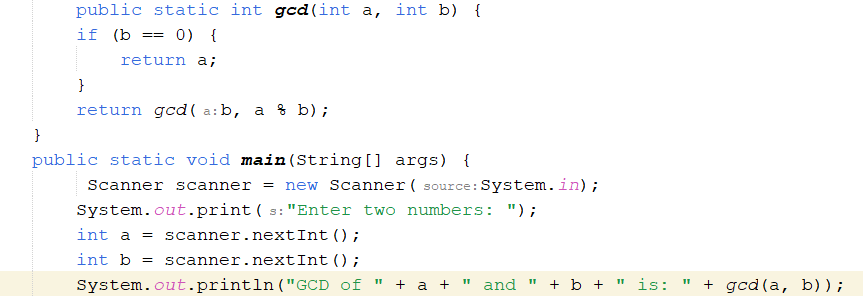 public static int gcd(int a, int b) {
if (b == 0) {
return a;
}
return gcd( a:b, a % b);
}
public static void main(String[] args) {
Scanner scanner = new Scanner( source:System.in);
System.out.print( s:"Enter two numbers: ");
int a = scanner.nextInt();
int b = scanner.nextInt();
System.out.println("GCD of " + a + " and " + b + " is: " + gcd(a, b));